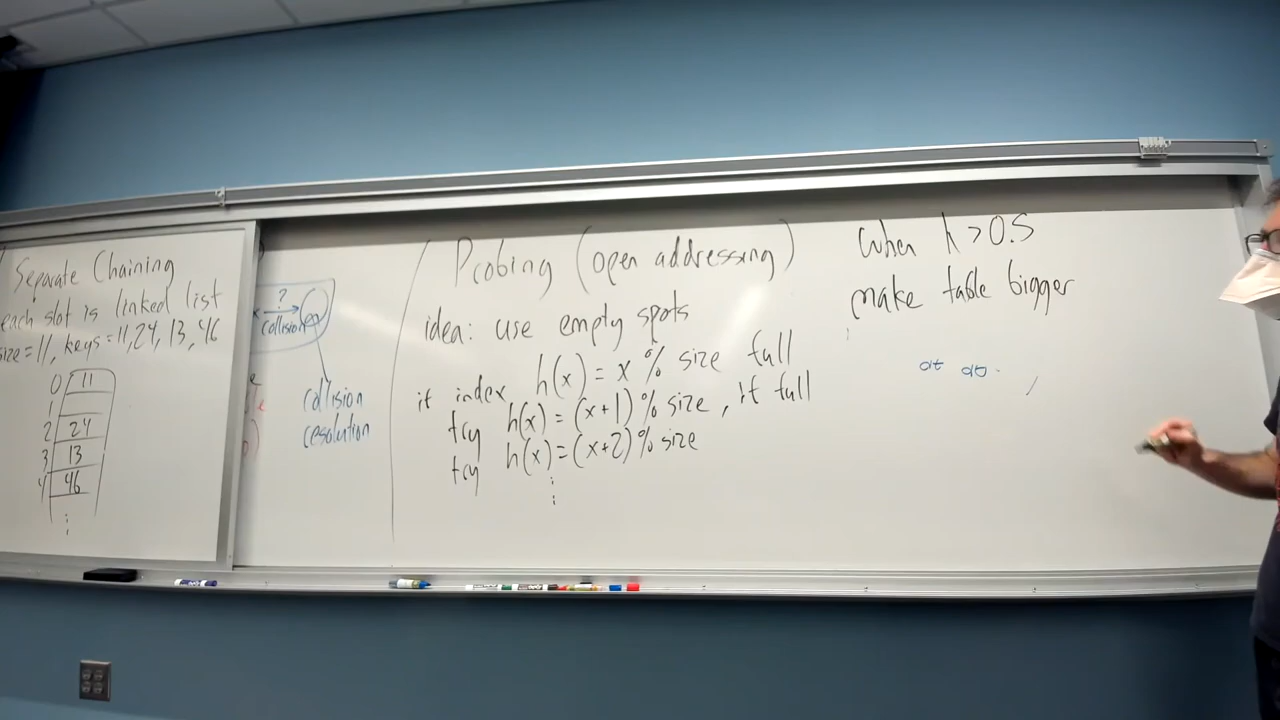 Separate Chaining
each slot is linked list
size = 11, keys = 11, 24, 13, 46
0 11
1
2 24
3 13
4 46
⋮
?
collision
collision
resolution
Probing (open addressing)
idea: use empty spots
if index h(x) = x % size full
try h(x) = (x+1) % size, if full
try h(x) = (x+2) % size
⋮
when λ > 0.5
make table bigger